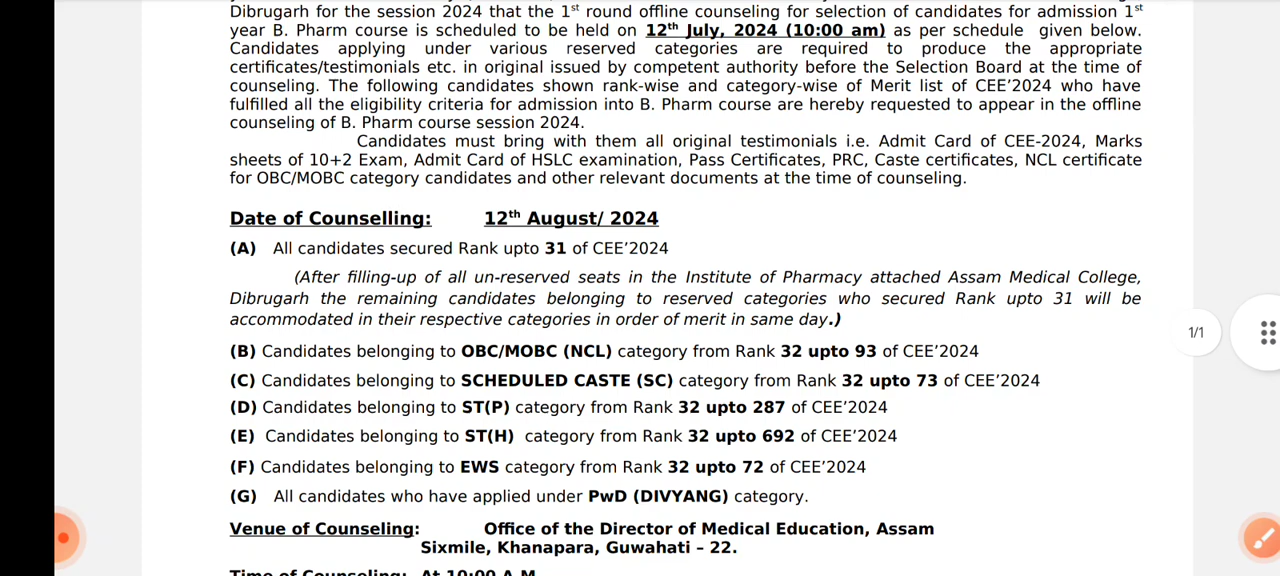 Dibrugarh for the session 2024 that the 1st round offline counseling for selection of candidates for admission 1st
year B. Pharm course is scheduled to be held on 12th July, 2024 (10:00 am) as per schedule given below.
Candidates applying under various reserved categories are required to produce the appropriate
certificates/testimonials etc. in original issued by competent authority before the Selection Board at the time of
counseling. The following candidates shown rank-wise and category-wise of Merit list of CEE'2024 who have
fulfilled all the eligibility criteria for admission into B. Pharm course are hereby requested to appear in the offline
counseling of B. Pharm course session 2024.
Candidates must bring with them all original testimonials i.e. Admit Card of CEE-2024, Marks
sheets of 10+2 Exam, Admit Card of HSLC examination, Pass Certificates, PRC, Caste certificates, NCL certificate
for OBC/MOBC category candidates and other relevant documents at the time of counseling.
Date of Counselling: 12th August/ 2024
(A) All candidates secured Rank upto 31 of CEE'2024
(After filling-up of all un-reserved seats in the Institute of Pharmacy attached Assam Medical College,
Dibrugarh the remaining candidates belonging to reserved categories who secured Rank upto 31 will be
accommodated in their respective categories in order of merit in same day.)
(B) Candidates belonging to OBC/MOBC (NCL) category from Rank 32 upto 93 of CEE'2024
(C) Candidates belonging to SCHEDULED CASTE (SC) category from Rank 32 upto 73 of CEE'2024
(D) Candidates belonging to ST(P) category from Rank 32 upto 287 of CEE'2024
(E) Candidates belonging to ST(H) category from Rank 32 upto 692 of CEE'2024
(F) Candidates belonging to EWS category from Rank 32 upto 72 of CEE'2024
(G) All candidates who have applied under PwD (DIVYANG) category.
Venue of Counseling: Office of the Director of Medical Education, Assam
Sixmile, Khanapara, Guwahati – 22.
Time of Counseling: At 10:00 A.M.
1/1